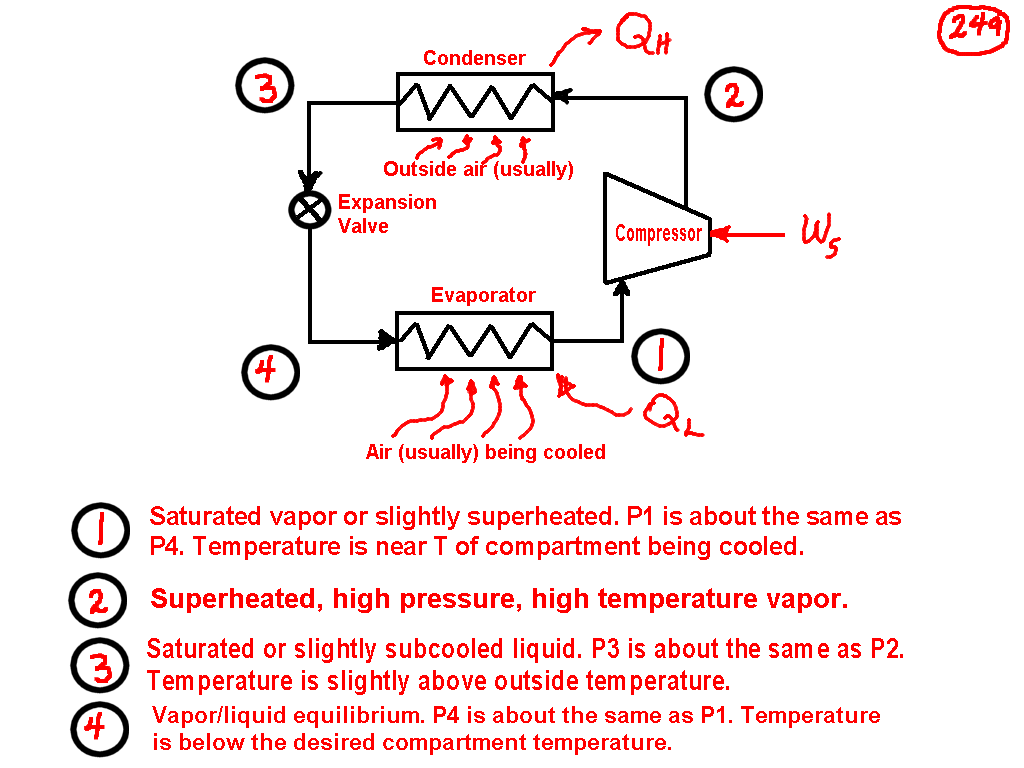 249
Q_H
Condenser
3
2
Outside air (usually)
Expansion
Valve
Compressor
W_S
Evaporator
1
4
Q_L
Air (usually) being cooled
1 Saturated vapor or slightly superheated. P1 is about the same as
P4. Temperature is near T of compartment being cooled.
2 Superheated, high pressure, high temperature vapor.
3 Saturated or slightly subcooled liquid. P3 is about the same as P2.
Temperature is slightly above outside temperature.
4 Vapor/liquid equilibrium. P4 is about the same as P1. Temperature
is below the desired compartment temperature.